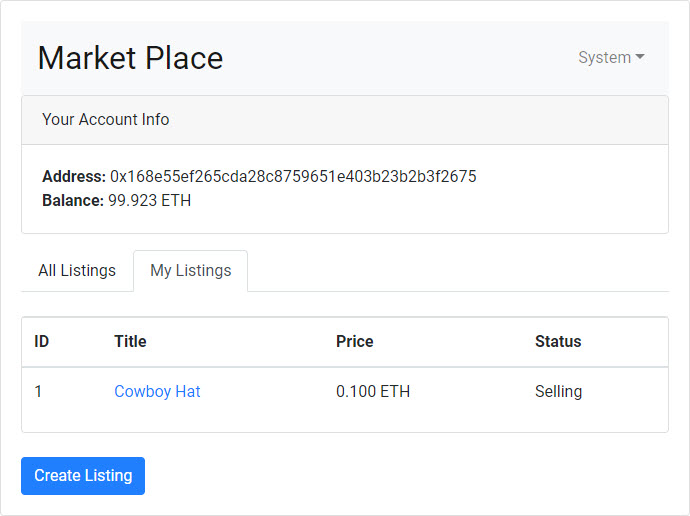 Market Place
System
Your Account Info
Address: 0x168e55ef265cda28c8759651e403b23b2b3f2675
Balance: 99.923 ETH
All Listings My Listings
ID Title Price Status
1 Cowboy Hat 0.100 ETH Selling
Create Listing